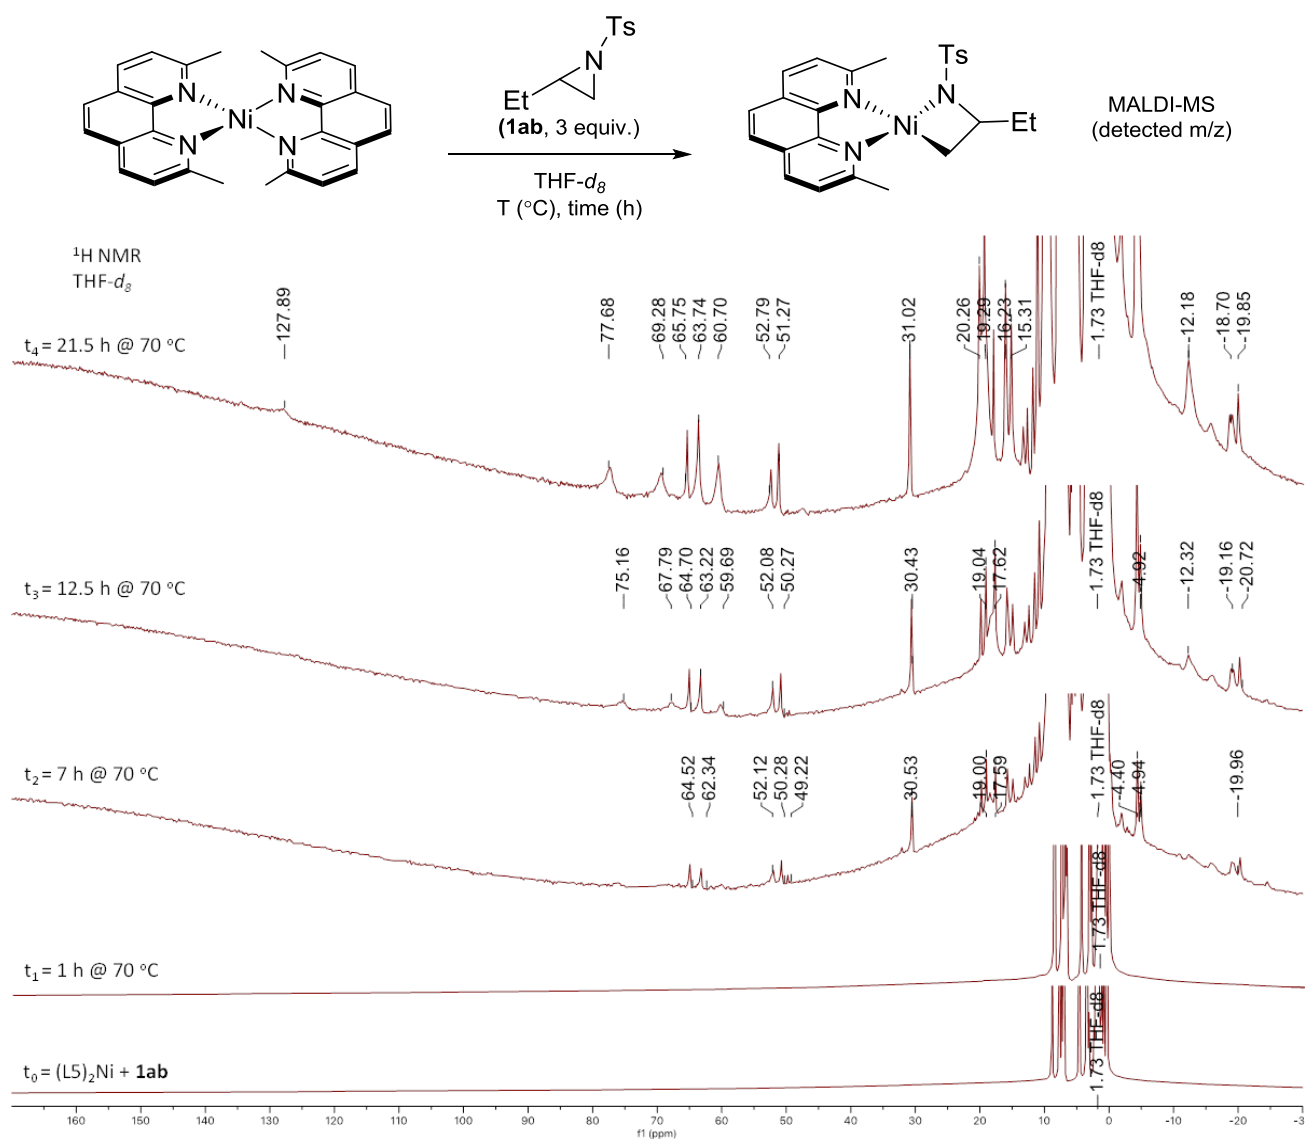 Ts
N
Et
(1ab, 3 equiv.)
THF-d8
T (°C), time (h)
N
N
Ni
N
N
Ts
N
N
Ni
N
Et
MALDI-MS
(detected m/z)
¹H NMR
THF-d8
t4 = 21.5 h @ 70 °C
127.89
77.68
69.28
65.75
63.74
60.70
52.79
51.27
31.02
20.26
19.29
16.23
15.31
1.73 THF-d8
-12.18
-18.70
-19.85
t3 = 12.5 h @ 70 °C
75.16
67.79
64.70
63.22
59.69
52.08
50.27
30.43
19.04
17.62
1.73 THF-d8
-4.92
-12.32
-19.16
-20.72
t2 = 7 h @ 70 °C
64.52
62.34
52.12
50.28
49.22
30.53
19.00
17.59
1.73 THF-d8
-4.40
-4.94
-19.96
t1 = 1 h @ 70 °C
1.73 THF-d8
t0 = (L5)2Ni + 1ab
1.73 THF-d8
160 150 140 130 120 110 100 90 80 70 60 50 40 30 20 10 0 -10 -20 -3
f1 (ppm)